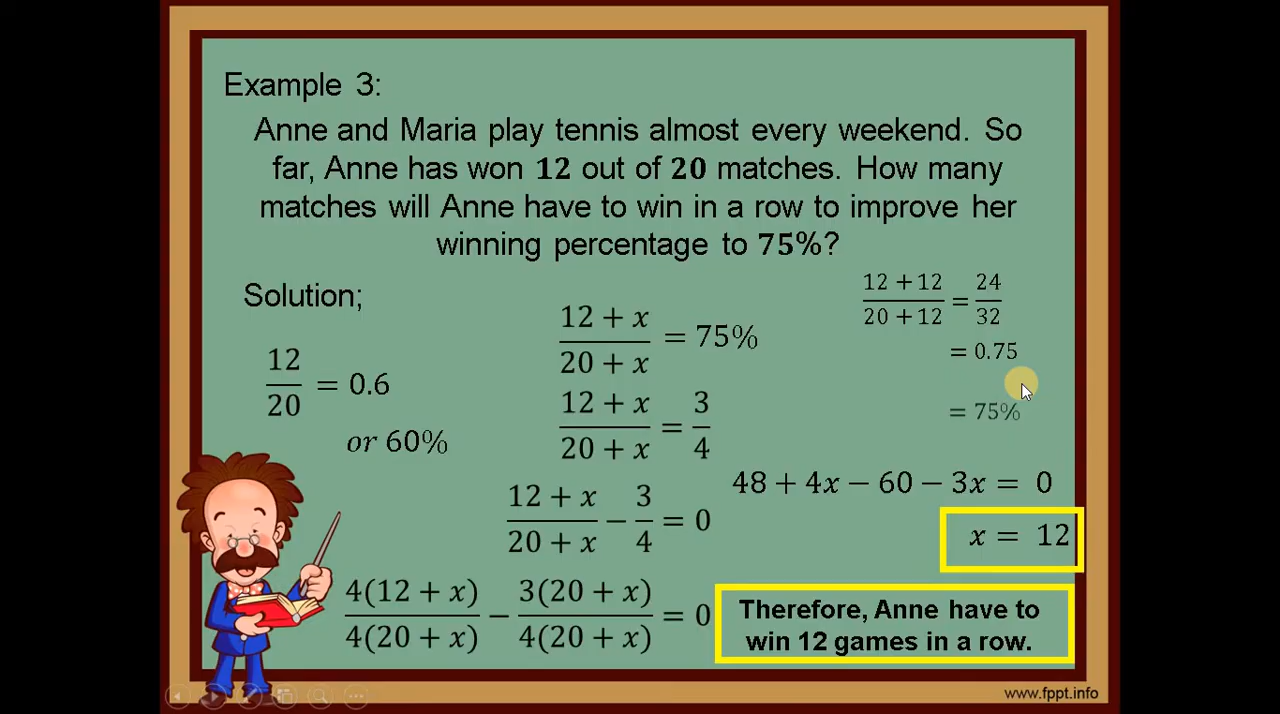 Example 3:
Anne and Maria play tennis almost every weekend. So
far, Anne has won 12 out of 20 matches. How many
matches will Anne have to win in a row to improve her
winning percentage to 75%?
Solution;
12/20 = 0.6
or 60%
(12 + x)/(20 + x) = 75%
(12 + x)/(20 + x) = 3/4
(12 + x)/(20 + x) − 3/4 = 0
4(12 + x)/4(20 + x) − 3(20 + x)/4(20 + x) = 0
48 + 4x − 60 − 3x = 0
x = 12
(12 + 12)/(20 + 12) = 24/32
= 0.75
= 75%
Therefore, Anne have to
win 12 games in a row.
www.fppt.info